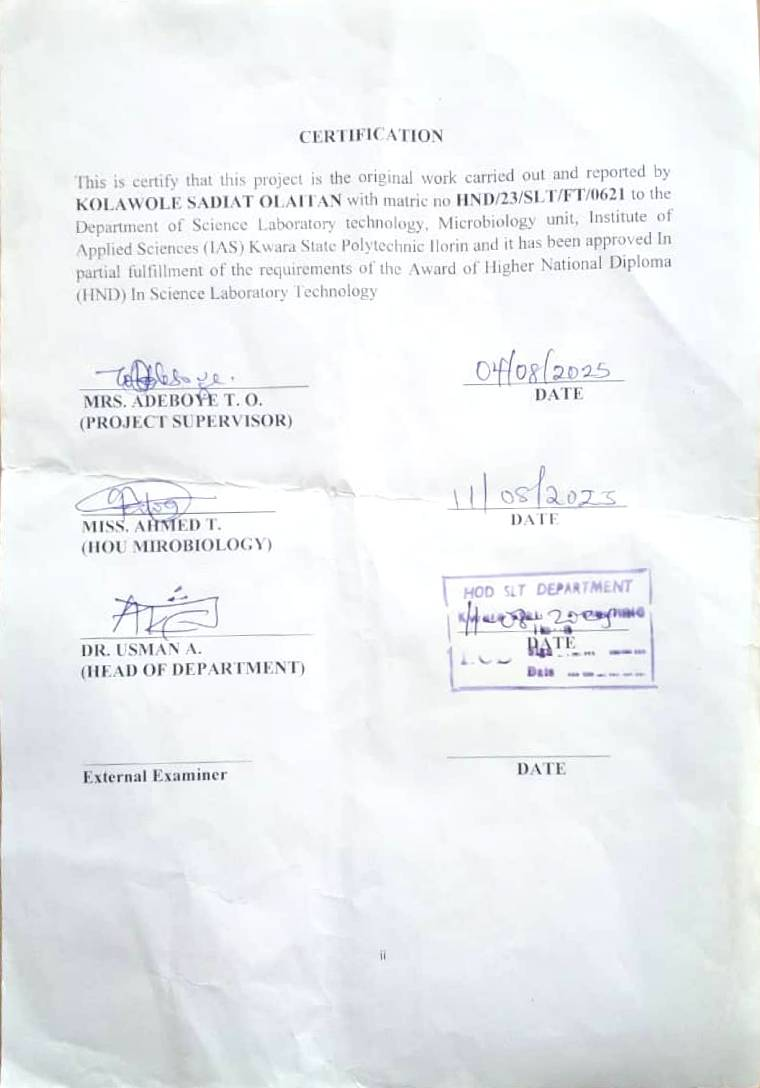 CERTIFICATION
This is certify that this project is the original work carried out and reported by
KOLAWOLE SADIAT OLAITAN with matric no HND/23/SLT/FT/0621 to the
Department of Science Laboratory technology, Microbiology unit, Institute of
Applied Sciences (IAS) Kwara State Polytechnic Ilorin and it has been approved In
partial fulfillment of the requirements of the Award of Higher National Diploma
(HND) In Science Laboratory Technology
04/08/2025
MRS. ADEBOYE T. O. DATE
(PROJECT SUPERVISOR)
11/08/2025
MISS. AHMED T. DATE
(HOU MIROBIOLOGY)
HOD SLT DEPARTMENT
DR. USMAN A. DATE
(HEAD OF DEPARTMENT) Date
External Examiner DATE
ii